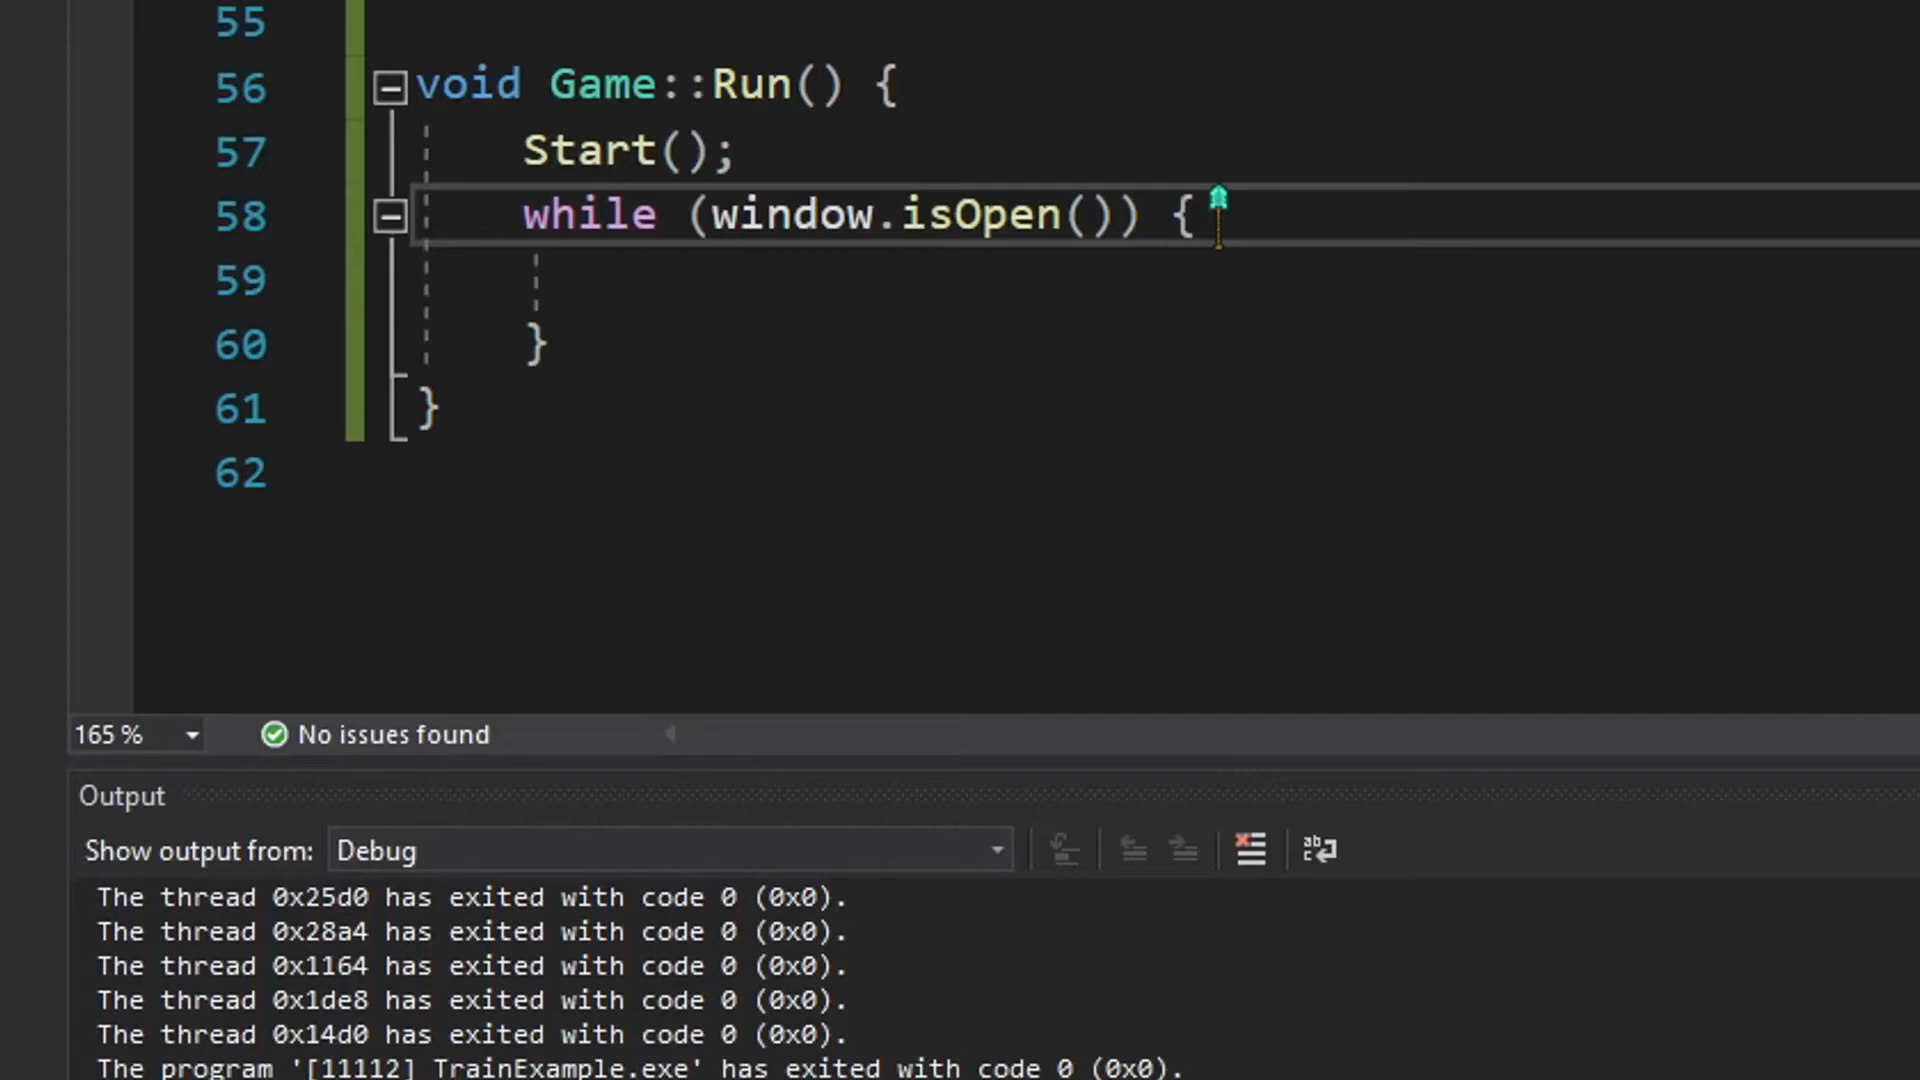 55
56 void Game::Run() {
57 Start();
58 while (window.isOpen()) {
59
60 }
61 }
62
165 % No issues found
Output
Show output from: Debug
The thread 0x25d0 has exited with code 0 (0x0).
The thread 0x28a4 has exited with code 0 (0x0).
The thread 0x1164 has exited with code 0 (0x0).
The thread 0x1de8 has exited with code 0 (0x0).
The thread 0x14d0 has exited with code 0 (0x0).
The program '[11112] TrainExample.exe' has exited with code 0 (0x0).